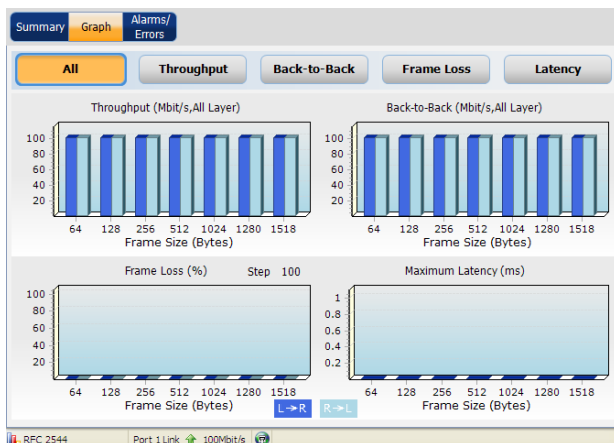 Summary Graph Alarms/
Errors
All Throughput Back-to-Back Frame Loss Latency
Throughput (Mbit/s,All Layer)
100
80
60
40
20
64 128 256 512 1024 1280 1518
Frame Size (Bytes)
Back-to-Back (Mbit/s,All Layer)
100
80
60
40
20
64 128 256 512 1024 1280 1518
Frame Size (Bytes)
Frame Loss (%) Step 100
100
80
60
40
20
64 128 256 512 1024 1280 1518
Frame Size (Bytes)
Maximum Latency (ms)
1
0.8
0.6
0.4
0.2
64 128 256 512 1024 1280 1518
Frame Size (Bytes)
L→R R→L
RFC 2544 Port 1 Link 100Mbit/s